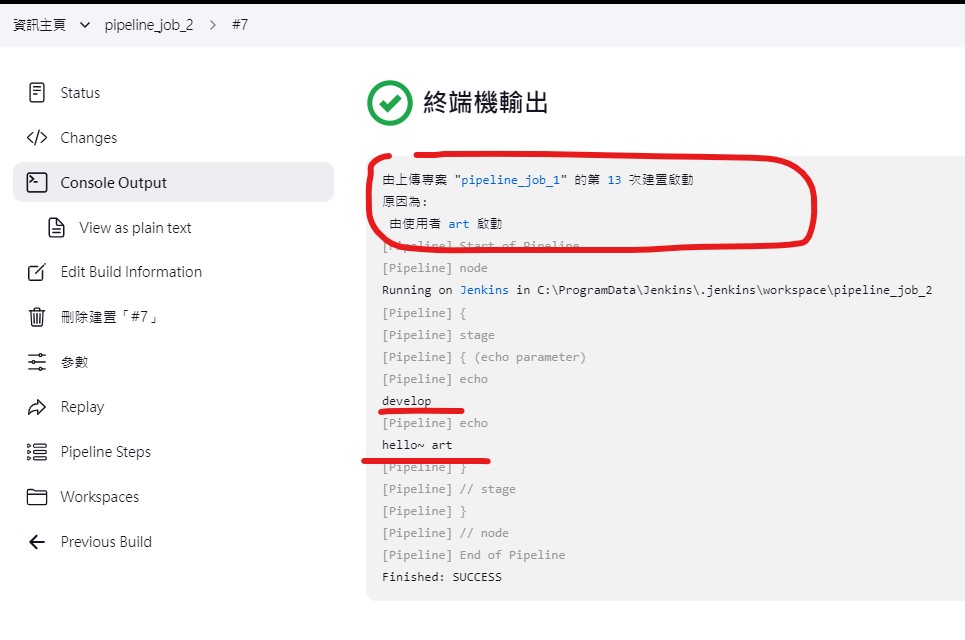 資訊主頁 pipeline_job_2 > #7
Status
Changes
Console Output
View as plain text
Edit Build Information
刪除建置「#7」
參數
Replay
Pipeline Steps
Workspaces
Previous Build
終端機輸出
由上傳專案 "pipeline_job_1" 的第 13 次建置啟動
原因為:
由使用者 art 啟動
[Pipeline] Start of Pipeline
[Pipeline] node
Running on Jenkins in C:\ProgramData\Jenkins\.jenkins\workspace\pipeline_job_2
[Pipeline] {
[Pipeline] stage
[Pipeline] { (echo parameter)
[Pipeline] echo
develop
[Pipeline] echo
hello~ art
[Pipeline] }
[Pipeline] // stage
[Pipeline] }
[Pipeline] // node
[Pipeline] End of Pipeline
Finished: SUCCESS